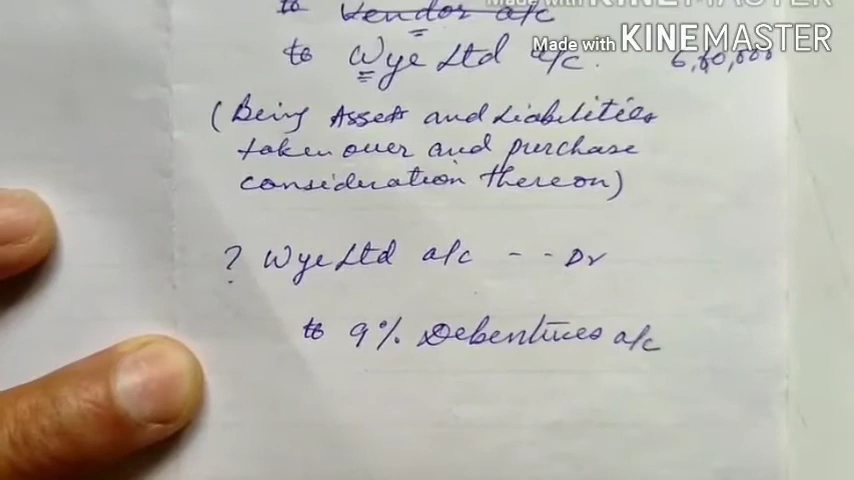 to Vendor a/c
Made with KINEMASTER
to Wye Ltd a/c. 6,60,000
(Being Assets and Liabilities
taken over and purchase
consideration thereon)
? Wye Ltd a/c - - Dr
to 9% Debentures a/c